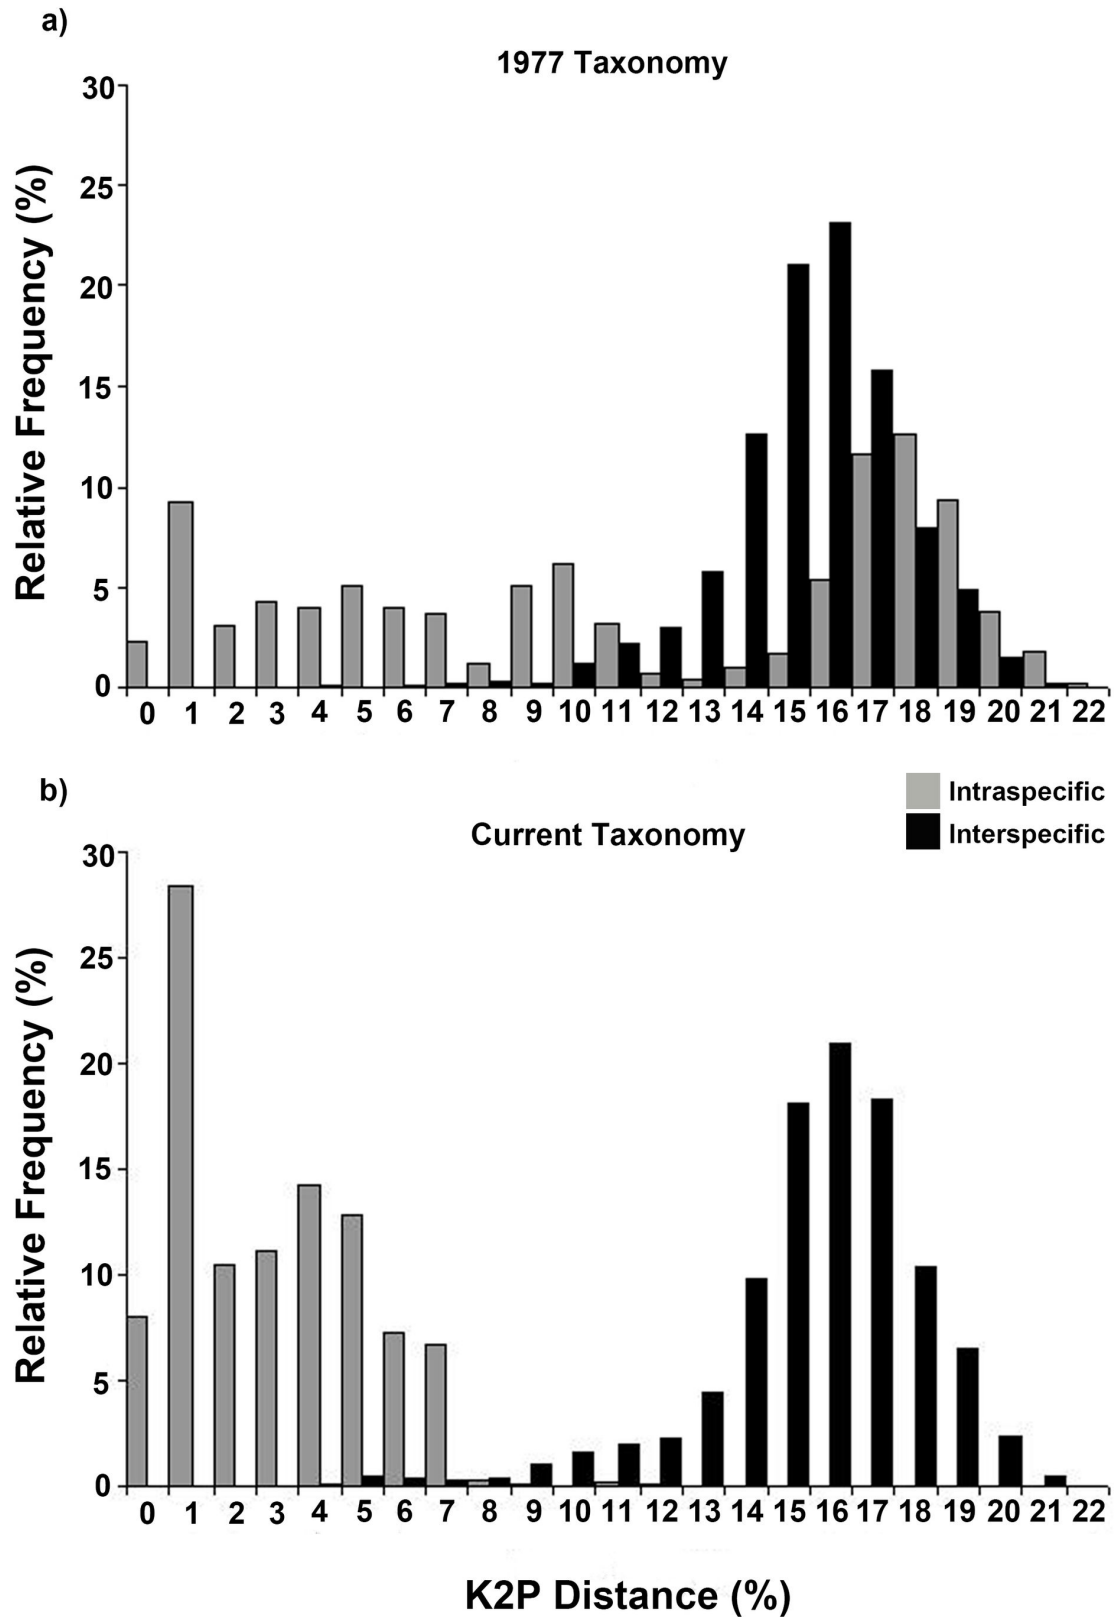 a)
1977 Taxonomy
Relative Frequency (%)
30
25
20
15
10
5
0
0 1 2 3 4 5 6 7 8 9 10 11 12 13 14 15 16 17 18 19 20 21 22
b)
Intraspecific
Interspecific
Current Taxonomy
Relative Frequency (%)
30
25
20
15
10
5
0
0 1 2 3 4 5 6 7 8 9 10 11 12 13 14 15 16 17 18 19 20 21 22
K2P Distance (%)